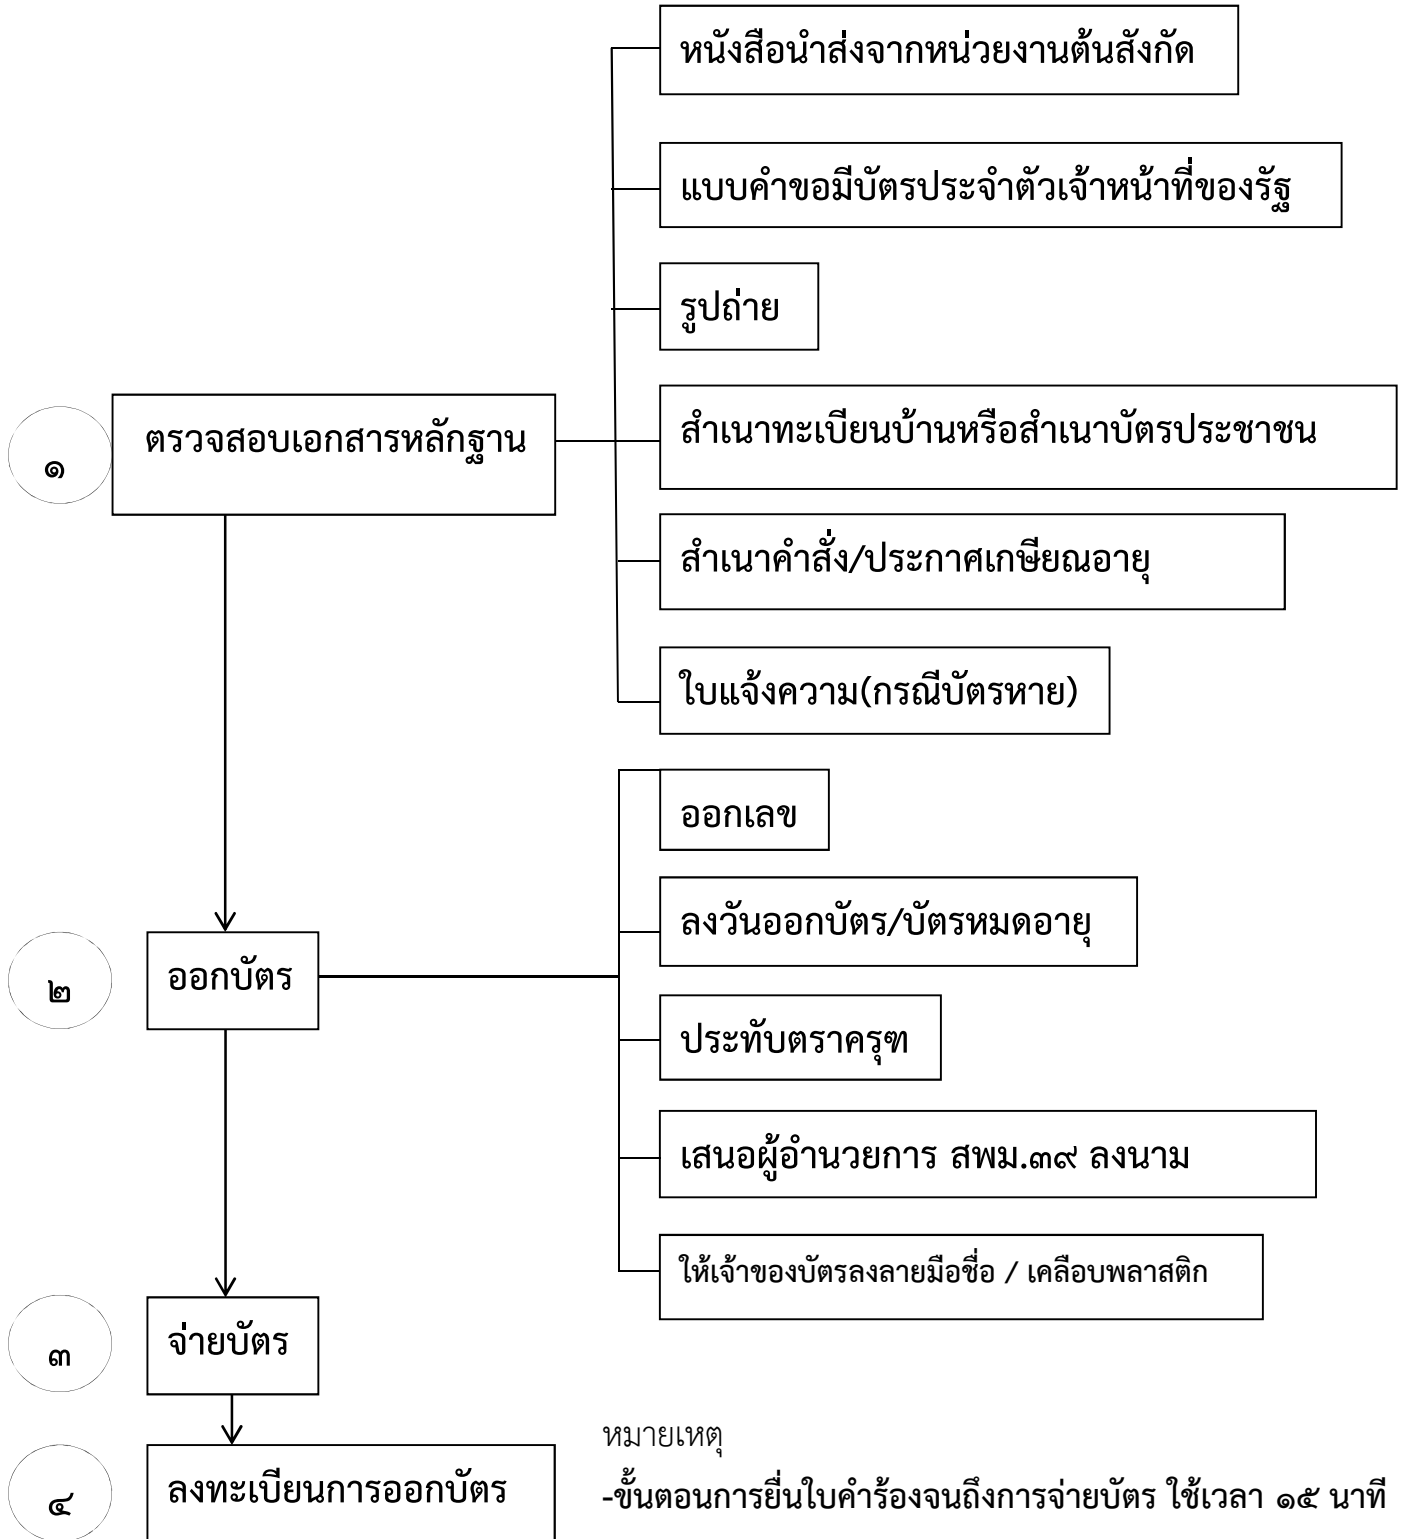 หนังสือนำส่งจากหน่วยงานต้นสังกัด
แบบคำขอมีบัตรประจำตัวเจ้าหน้าที่ของรัฐ
รูปถ่าย
๑
ตรวจสอบเอกสารหลักฐาน
สำเนาทะเบียนบ้านหรือสำเนาบัตรประชาชน
สำเนาคำสั่ง/ประกาศเกษียณอายุ
ใบแจ้งความ(กรณีบัตรหาย)
๒
ออกบัตร
ออกเลข
ลงวันออกบัตร/บัตรหมดอายุ
ประทับตราครุฑ
เสนอผู้อำนวยการ สพม.๓๙ ลงนาม
ให้เจ้าของบัตรลงลายมือชื่อ / เคลือบพลาสติก
๓
จ่ายบัตร
๔
ลงทะเบียนการออกบัตร
หมายเหตุ
-ขั้นตอนการยื่นใบคำร้องจนถึงการจ่ายบัตร ใช้เวลา ๑๕ นาที